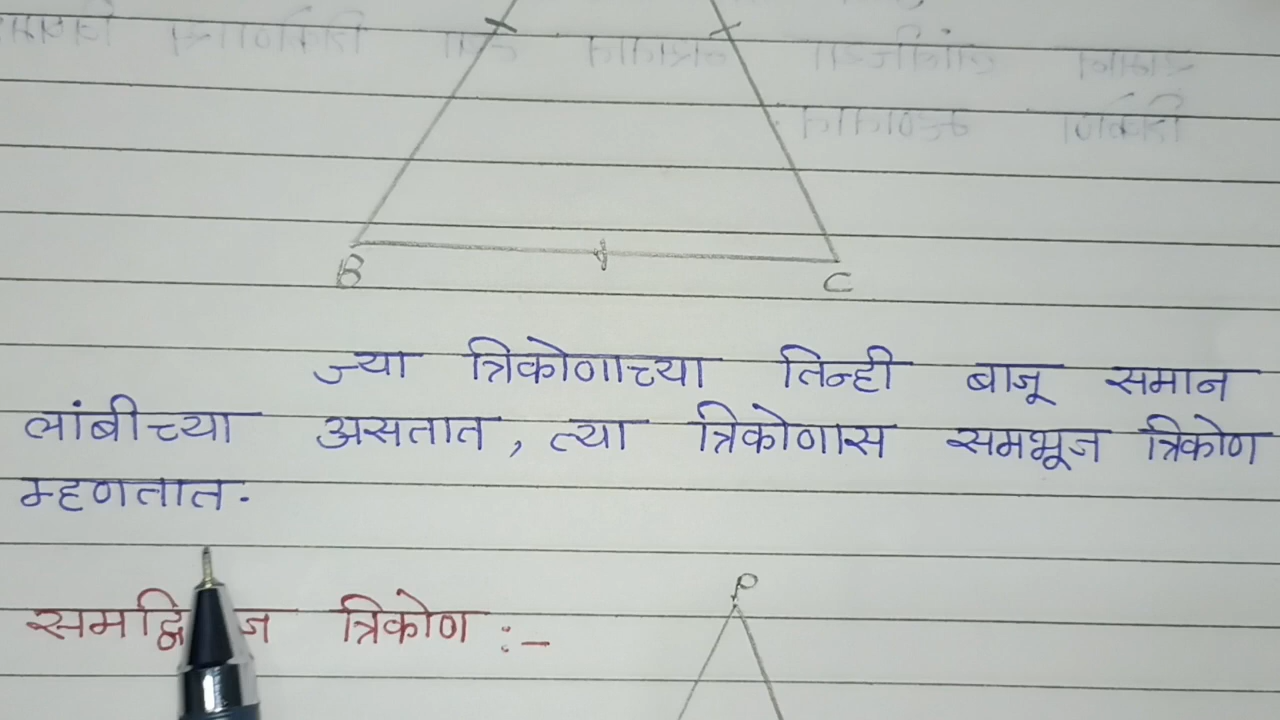 B
C
ज्या त्रिकोणाच्या तिन्ही बाजू समान
लांबीच्या असतात, त्या त्रिकोणास समभूज त्रिकोण
म्हणतात.
P
त्रिकोण :-